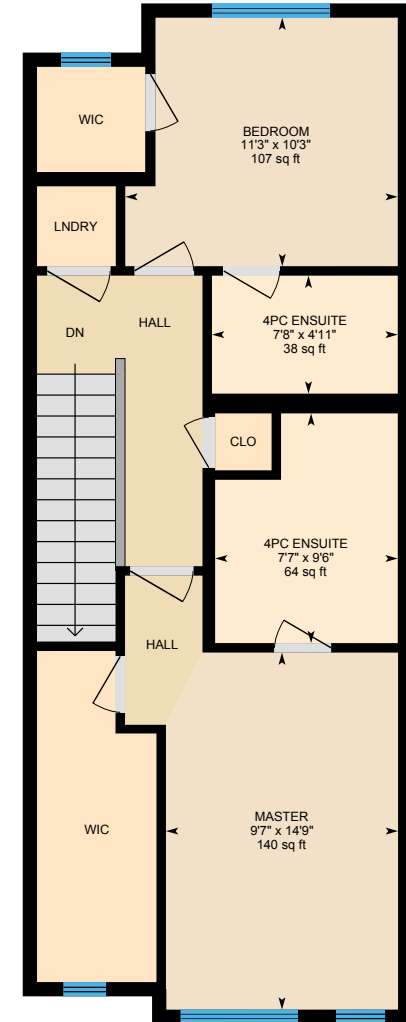 WIC
BEDROOM
11'3" x 10'3"
107 sq ft
LNDRY
DN
HALL
4PC ENSUITE
7'8" x 4'11"
38 sq ft
CLO
4PC ENSUITE
7'7" x 9'6"
64 sq ft
HALL
WIC
MASTER
9'7" x 14'9"
140 sq ft